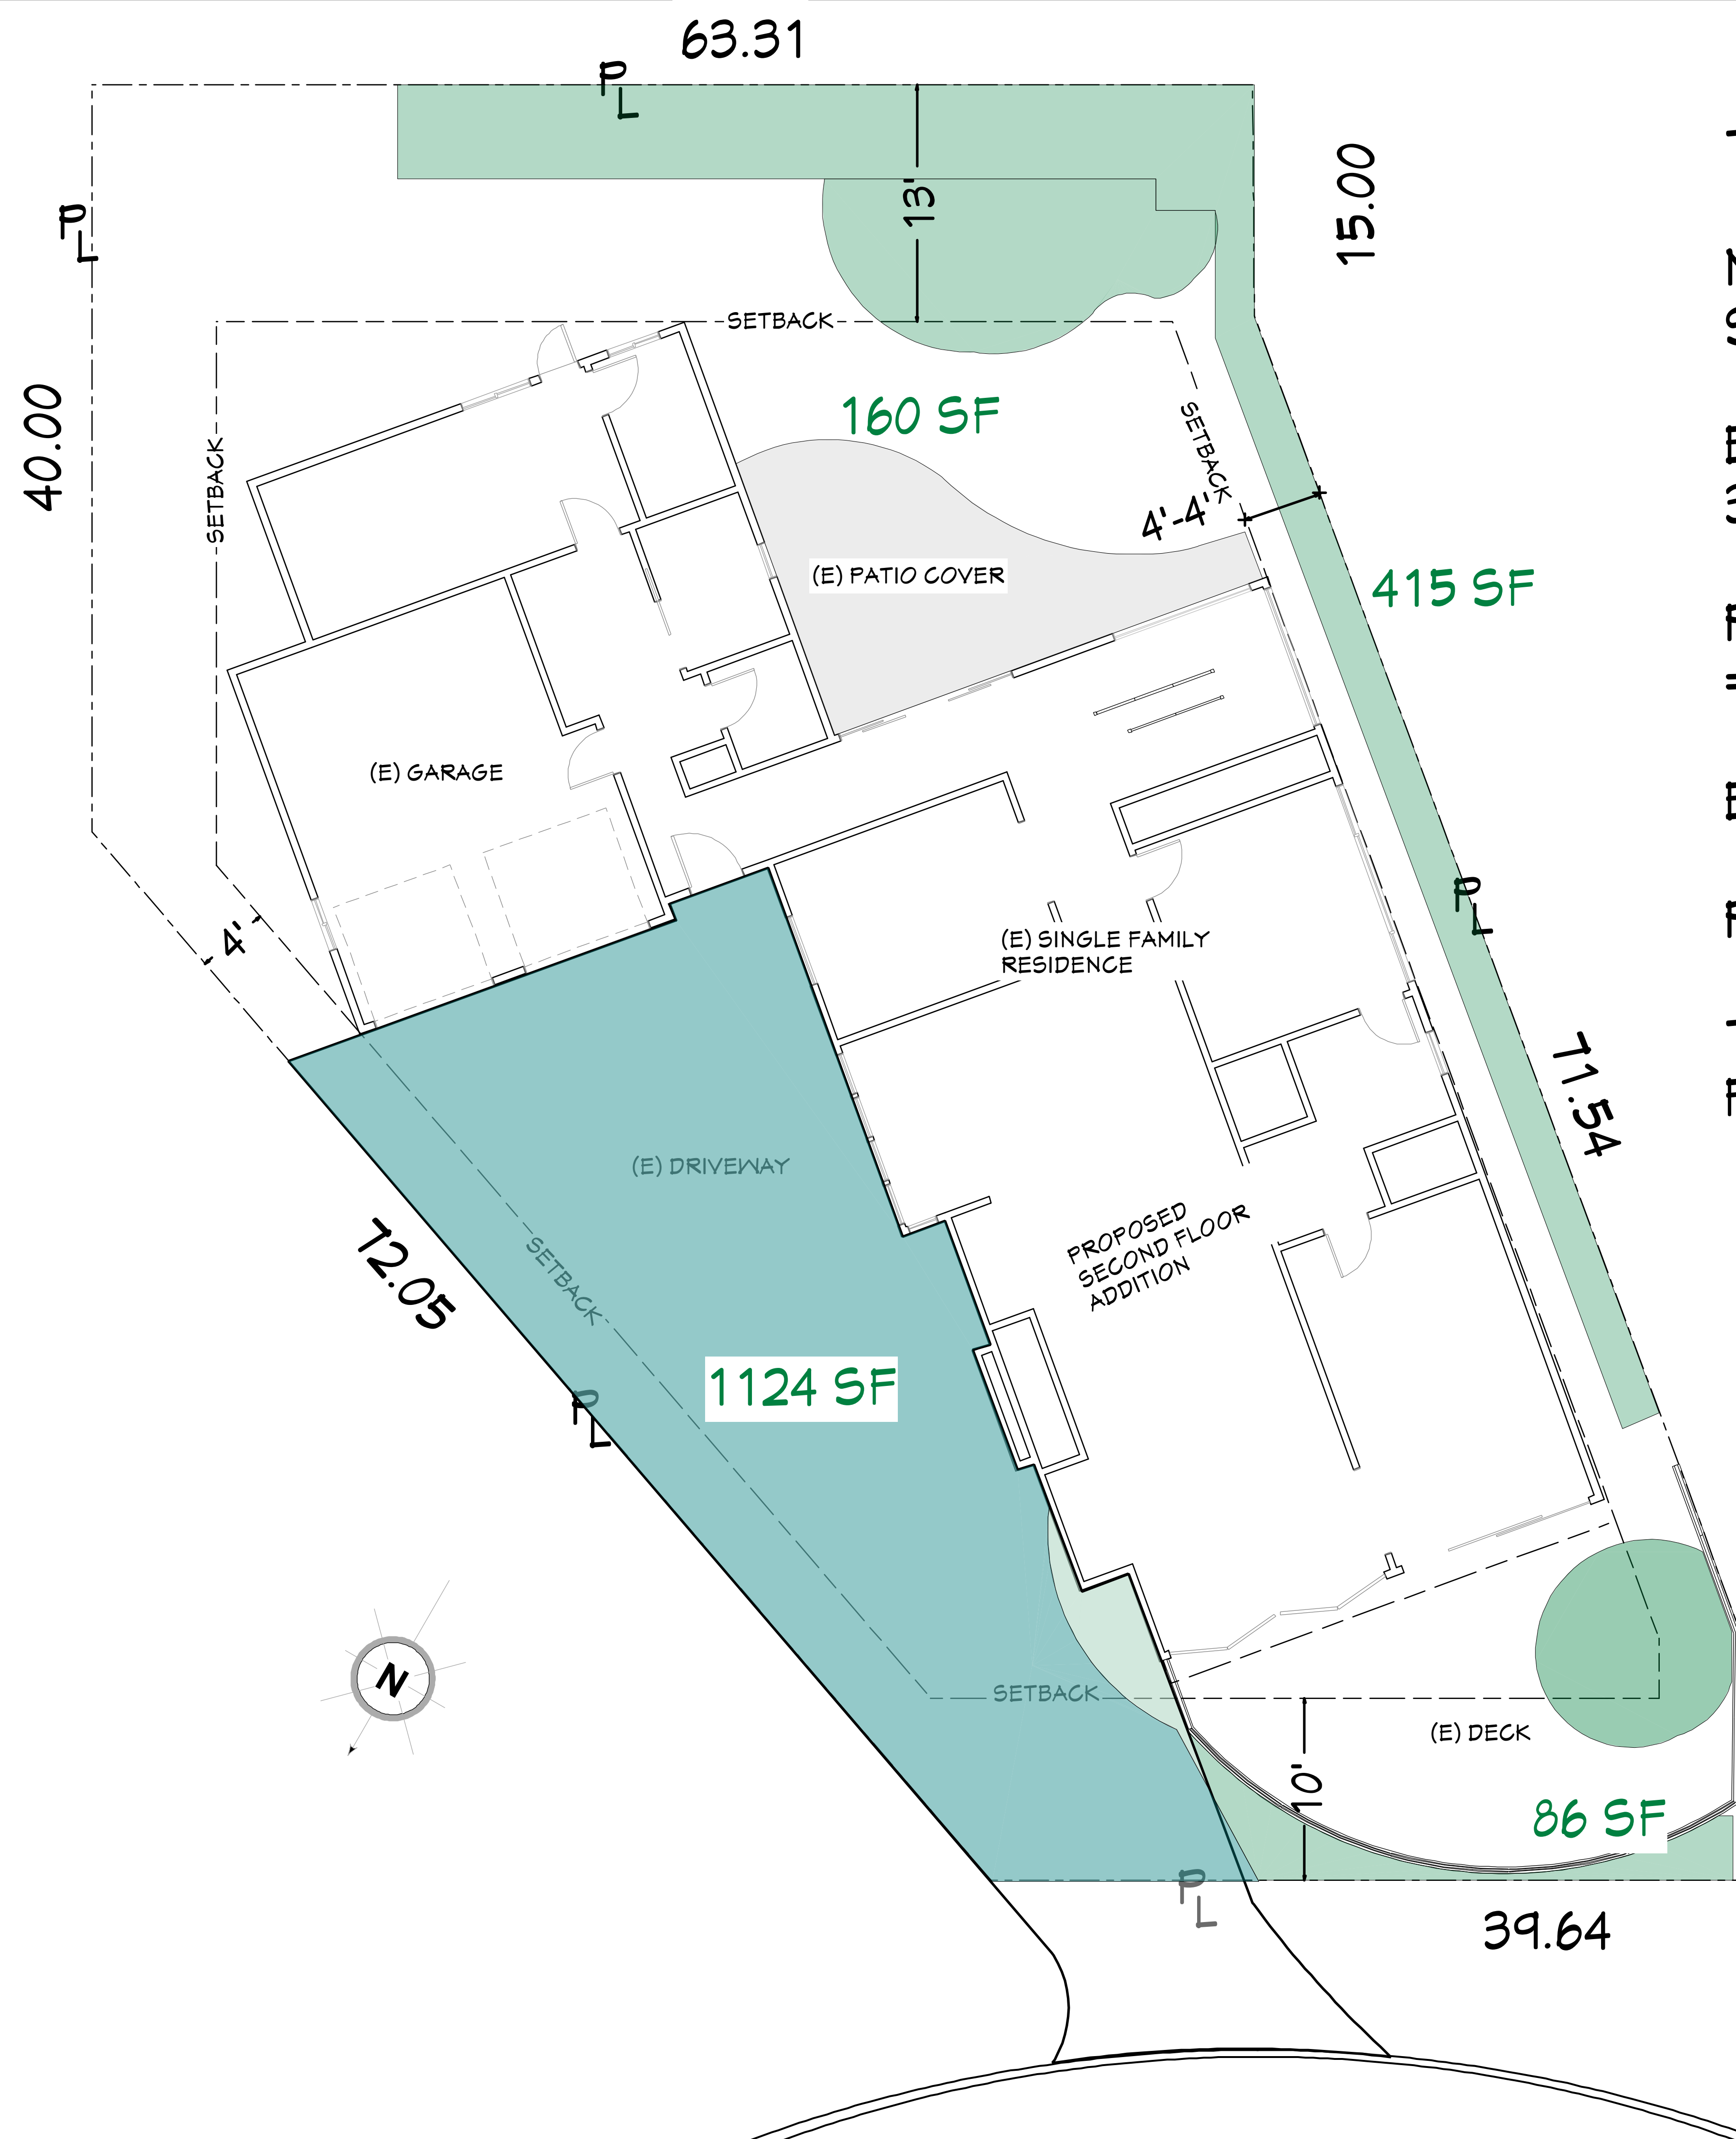 63.31
PL
15.00
PL
13'
SETBACK
40.00
160 SF
SETBACK
SETBACK
4'-4"
(E) PATIO COVER
415 SF
(E) GARAGE
PL
4'
(E) SINGLE FAMILY
RESIDENCE
71.54
(E) DRIVEWAY
PROPOSED
SECOND FLOOR
ADDITION
SETBACK
72.05
1124 SF
PL
N
SETBACK
(E) DECK
10'
86 SF
PL
39.64